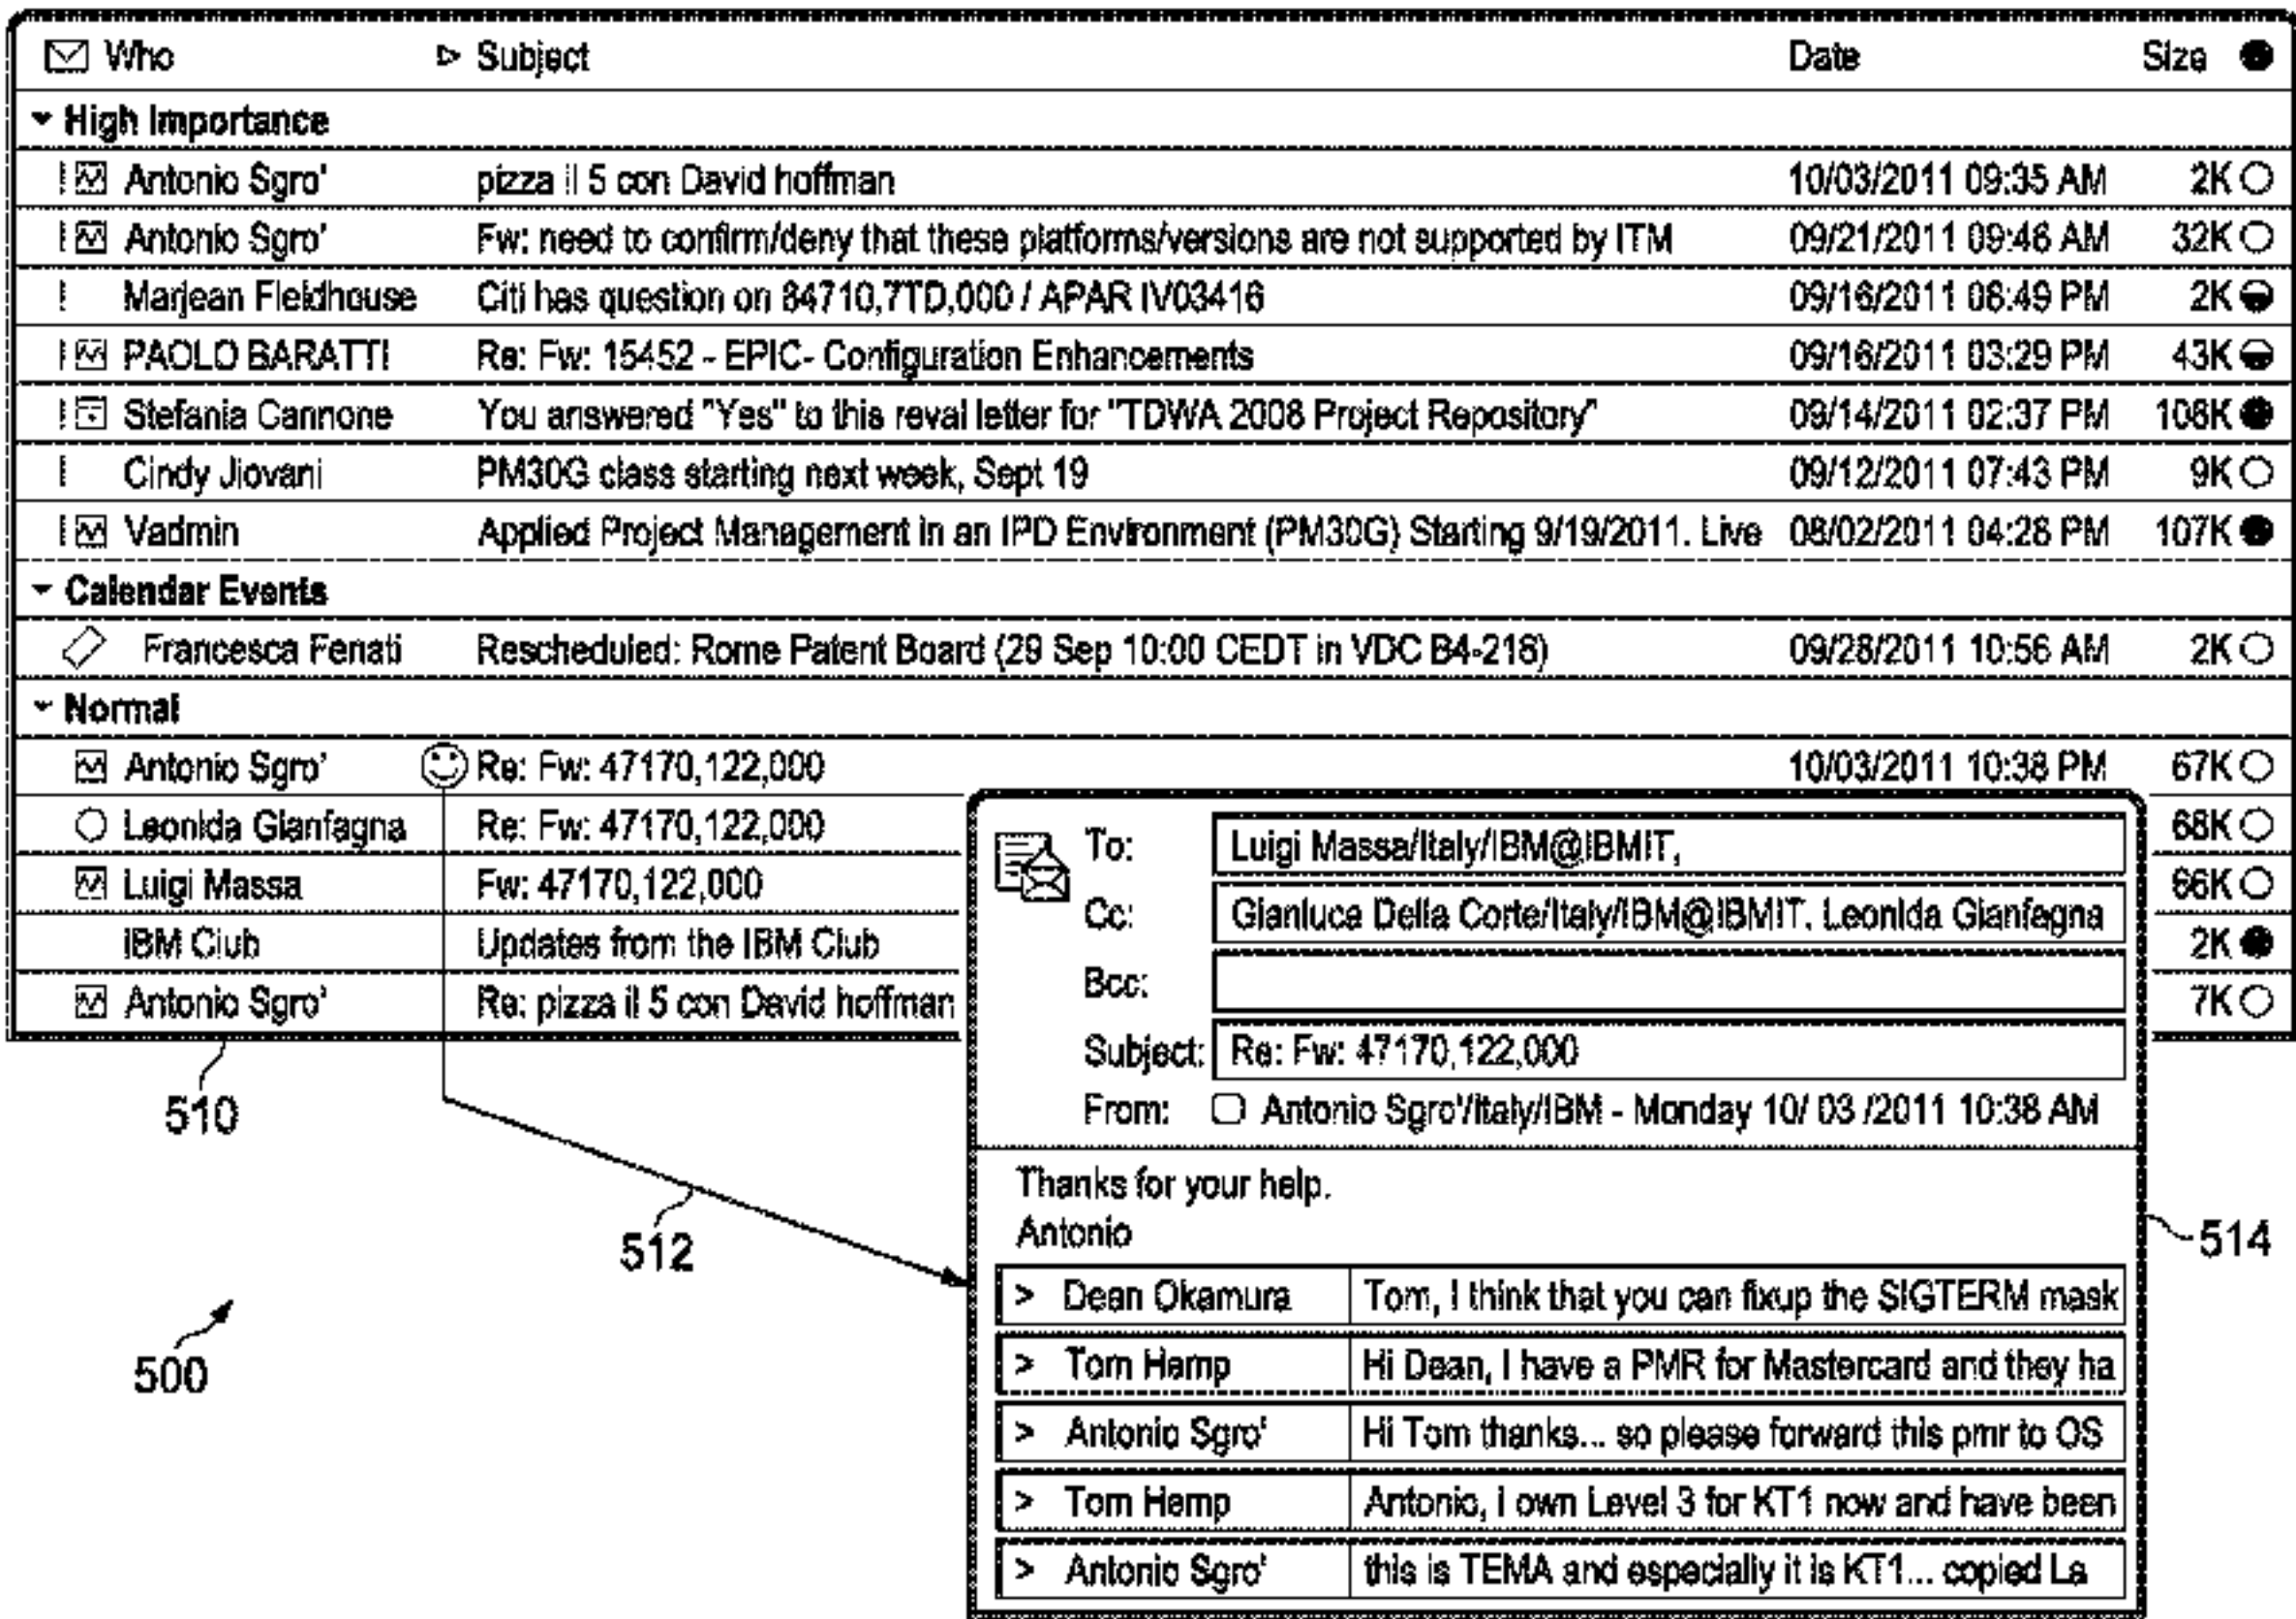 Who Subject Date Size
High Importance
! Antonio Sgro' pizza il 5 con David hoffman 10/03/2011 09:35 AM 2K
! Antonio Sgro' Fw: need to confirm/deny that these platforms/versions are not supported by ITM 09/21/2011 09:46 AM 32K
! Marjean Fieldhouse Citi has question on 84710,7TD,000 / APAR IV03416 09/16/2011 08:49 PM 2K
! PAOLO BARATTI Re: Fw: 15452 - EPIC- Configuration Enhancements 09/16/2011 03:29 PM 43K
! Stefania Cannone You answered "Yes" to this reval letter for "TDWA 2008 Project Repository" 09/14/2011 02:37 PM 108K
! Cindy Jiovani PM30G class starting next week, Sept 19 09/12/2011 07:43 PM 9K
! Vadmin Applied Project Management in an IPD Environment (PM30G) Starting 9/19/2011. Live 08/02/2011 04:28 PM 107K
Calendar Events
Francesca Fenati Rescheduled: Rome Patent Board (29 Sep 10:00 CEDT in VDC B4-216) 09/28/2011 10:56 AM 2K
Normal
Antonio Sgro' Re: Fw: 47170,122,000 10/03/2011 10:38 PM 67K
Leonida Gianfagna Re: Fw: 47170,122,000 68K
Luigi Massa Fw: 47170,122,000 66K
IBM Club Updates from the IBM Club 2K
Antonio Sgro' Re: pizza il 5 con David hoffman 7K
To: Luigi Massa/Italy/IBM@IBMIT,
Cc: Gianluca Della Corte/Italy/IBM@IBMIT. Leonida Gianfagna
Bcc:
Subject: Re: Fw: 47170,122,000
From: Antonio Sgro'/Italy/IBM - Monday 10/ 03 /2011 10:38 AM
Thanks for your help.
Antonio
> Dean Okamura Tom, I think that you can fixup the SIGTERM mask
> Tom Hemp Hi Dean, I have a PMR for Mastercard and they ha
> Antonio Sgro' Hi Tom thanks... so please forward this pmr to OS
> Tom Hemp Antonio, I own Level 3 for KT1 now and have been
> Antonio Sgro' this is TEMA and especially it is KT1... copied La
510
512
514
500